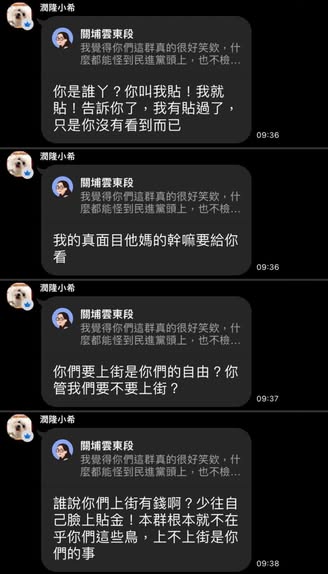 潤隆小希
關埔雲東段
我覺得你們這群真的很好笑欸，什
麼都能怪到民進黨頭上，也不檢...
你是誰ㄚ？你叫我貼！我就
貼！告訴你了，我有貼過了，
只是你沒有看到而已
09:36
潤隆小希
關埔雲東段
我覺得你們這群真的很好笑欸，什
麼都能怪到民進黨頭上，也不檢...
我的真面目他媽的幹嘛要給你
看
09:36
潤隆小希
關埔雲東段
我覺得你們這群真的很好笑欸，什
麼都能怪到民進黨頭上，也不檢...
你們要上街是你們的自由？你
管我們要不要上街？
09:37
潤隆小希
關埔雲東段
我覺得你們這群真的很好笑欸，什
麼都能怪到民進黨頭上，也不檢...
誰說你們上街有錢啊？少往自
己臉上貼金！本群根本就不在
乎你們這些鳥，上不上街是你
們的事
09:38